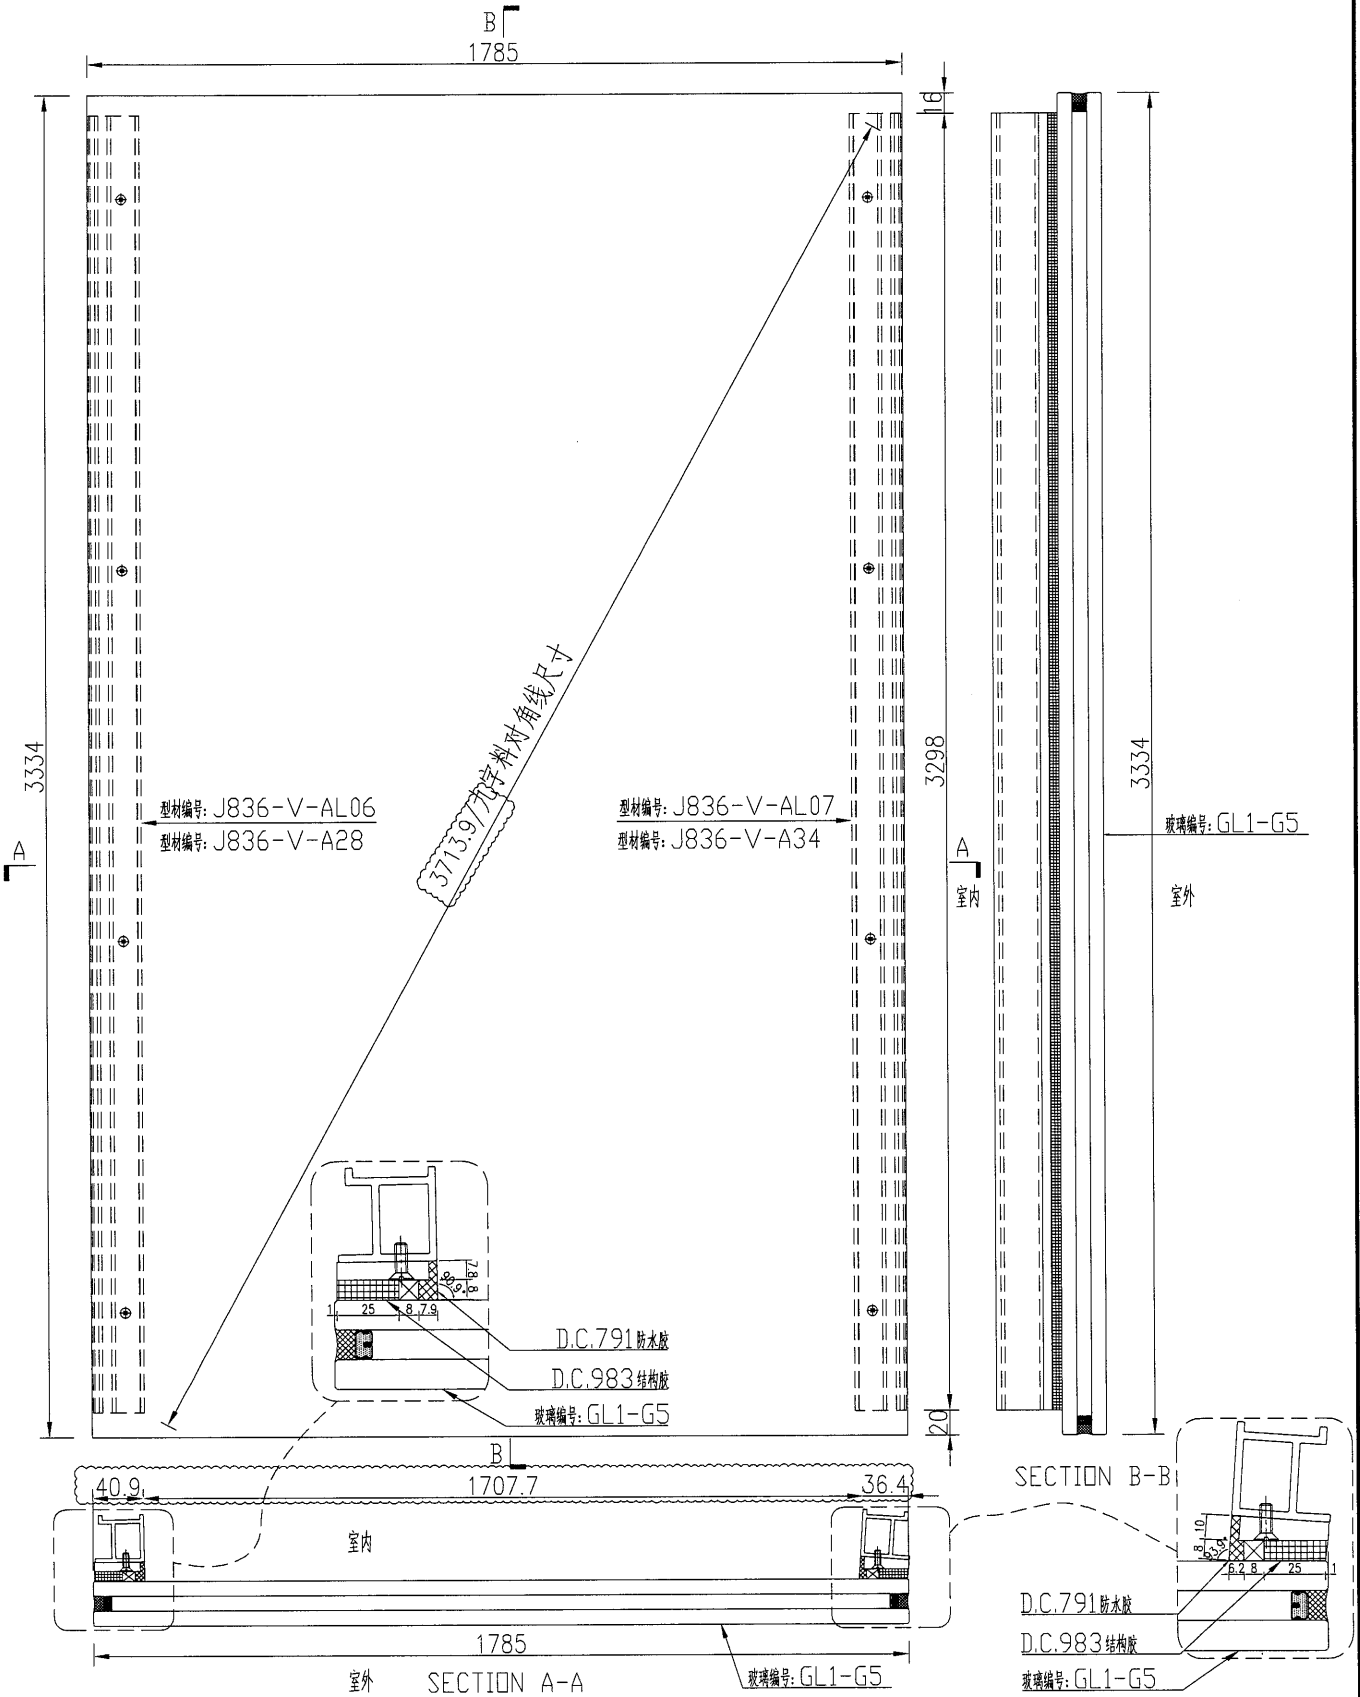 B
1785
16
3334
3298
3334
3713.97几字料对角线尺寸
型材编号: J836-V-AL06
型材编号: J836-V-A28
型材编号: J836-V-AL07
型材编号: J836-V-A34
玻璃编号: GL1-G5
A
A
室内
室外
7.8
8
90.9°
1
25
8
7.9
D.C.791防水胶
D.C.983结构胶
玻璃编号: GL1-G5
20
B
SECTION B-B
40.9
1707.7
36.4
室内
10
8
93.9°
6.2
8
25
1
D.C.791防水胶
D.C.983结构胶
玻璃编号: GL1-G5
1785
玻璃编号: GL1-G5
室外
SECTION A-A